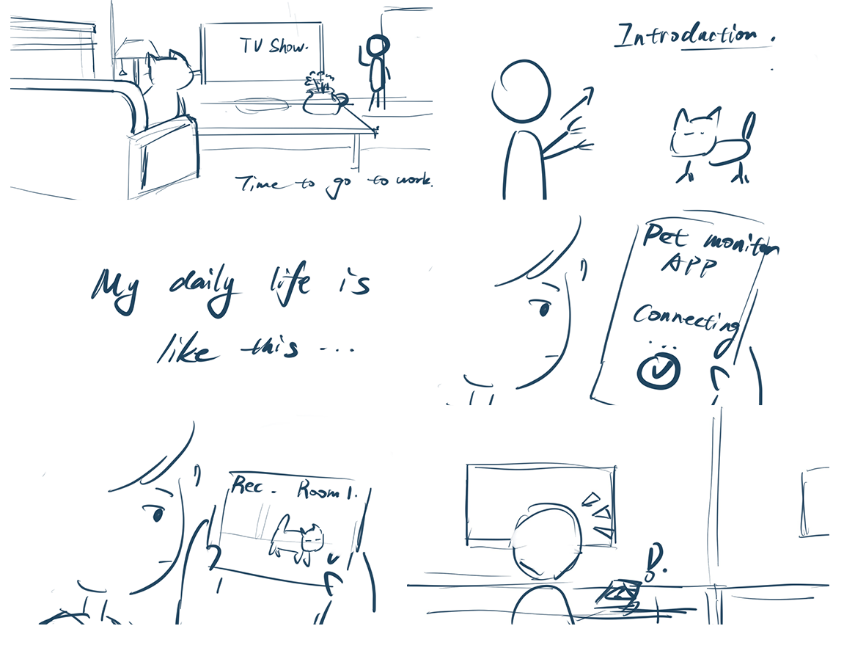 TV Show.
Time to go to work.
Introduction.
My daily life is
like this ...
Pet monitor
APP
Connecting
...
Rec. Room 1.